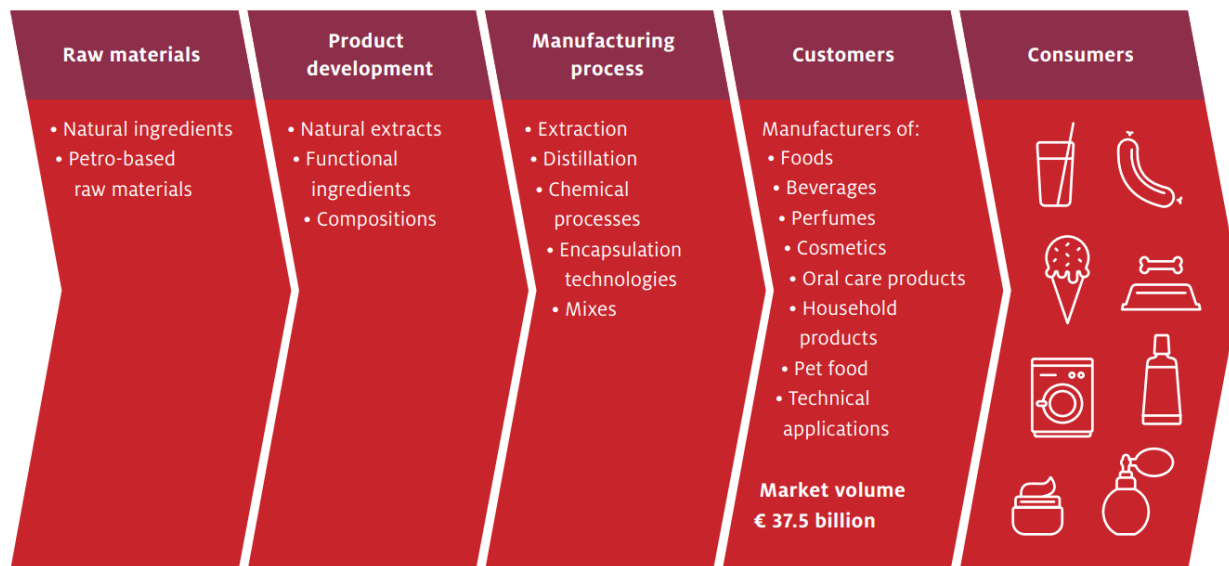 Raw materials
• Natural ingredients
• Petro-based
raw materials
Product
development
• Natural extracts
• Functional
ingredients
• Compositions
Manufacturing
process
• Extraction
• Distillation
• Chemical
processes
• Encapsulation
technologies
• Mixes
Customers
Manufacturers of:
• Foods
• Beverages
• Perfumes
• Cosmetics
• Oral care products
• Household
products
• Pet food
• Technical
applications
Market volume
€ 37.5 billion
Consumers